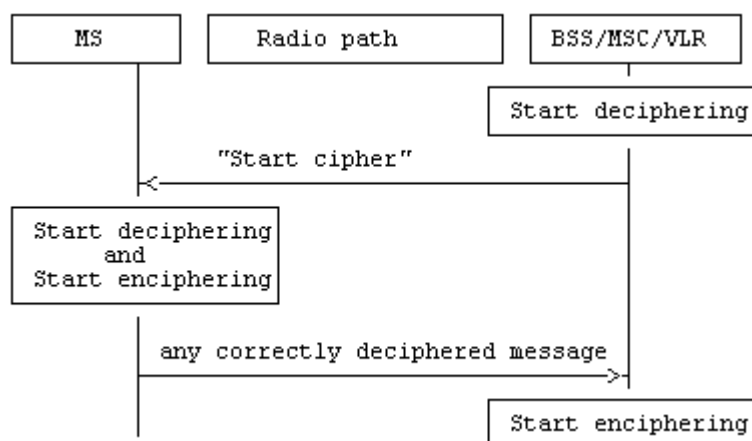 MS
Radio path
BSS/MSC/VLR
Start deciphering
"Start cipher"
Start deciphering
and
Start enciphering
any correctly deciphered message
Start enciphering